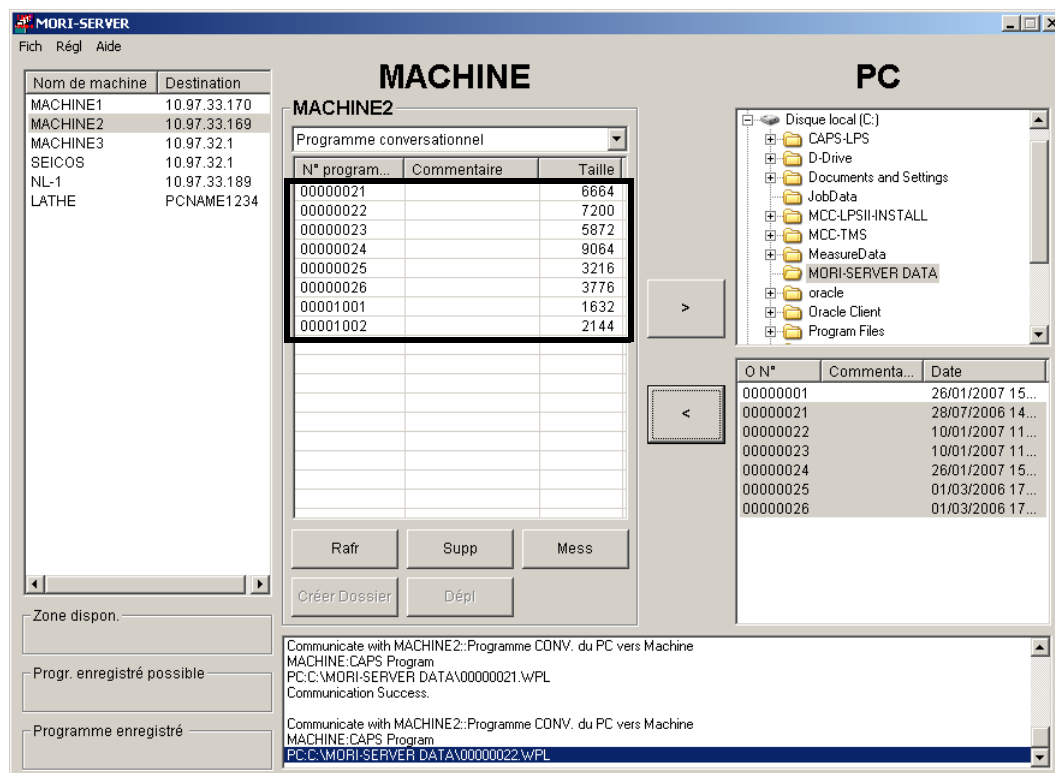 MORI-SERVER
Fich Régl Aide
Nom de machine Destination
MACHINE1 10.97.33.170
MACHINE2 10.97.33.169
MACHINE3 10.97.32.1
SEICOS 10.97.32.1
NL-1 10.97.33.189
LATHE PCNAME1234
Zone dispon.
Progr. enregistré possible
Programme enregistré
MACHINE
MACHINE2
Programme conversationnel
N° program... Commentaire Taille
00000021 6664
00000022 7200
00000023 5872
00000024 9064
00000025 3216
00000026 3776
00001001 1632
00001002 2144
Rafr Supp Mess
Créer Dossier Dépl
>
<
PC
Disque local (C:)
CAPS-LPS
D-Drive
Documents and Settings
JobData
MCC-LPSII-INSTALL
MCC-TMS
MeasureData
MORI-SERVER DATA
oracle
Oracle Client
Program Files
O N° Commenta... Date
00000001 26/01/2007 15...
00000021 28/07/2006 14...
00000022 10/01/2007 11...
00000023 10/01/2007 11...
00000024 26/01/2007 15...
00000025 01/03/2006 17...
00000026 01/03/2006 17...
Communicate with MACHINE2::Programme CONV. du PC vers Machine
MACHINE:CAPS Program
PC:C:\MORI-SERVER DATA\00000021.WPL
Communication Success.
Communicate with MACHINE2::Programme CONV. du PC vers Machine
MACHINE:CAPS Program
PC:C:\MORI-SERVER DATA\00000022.WPL